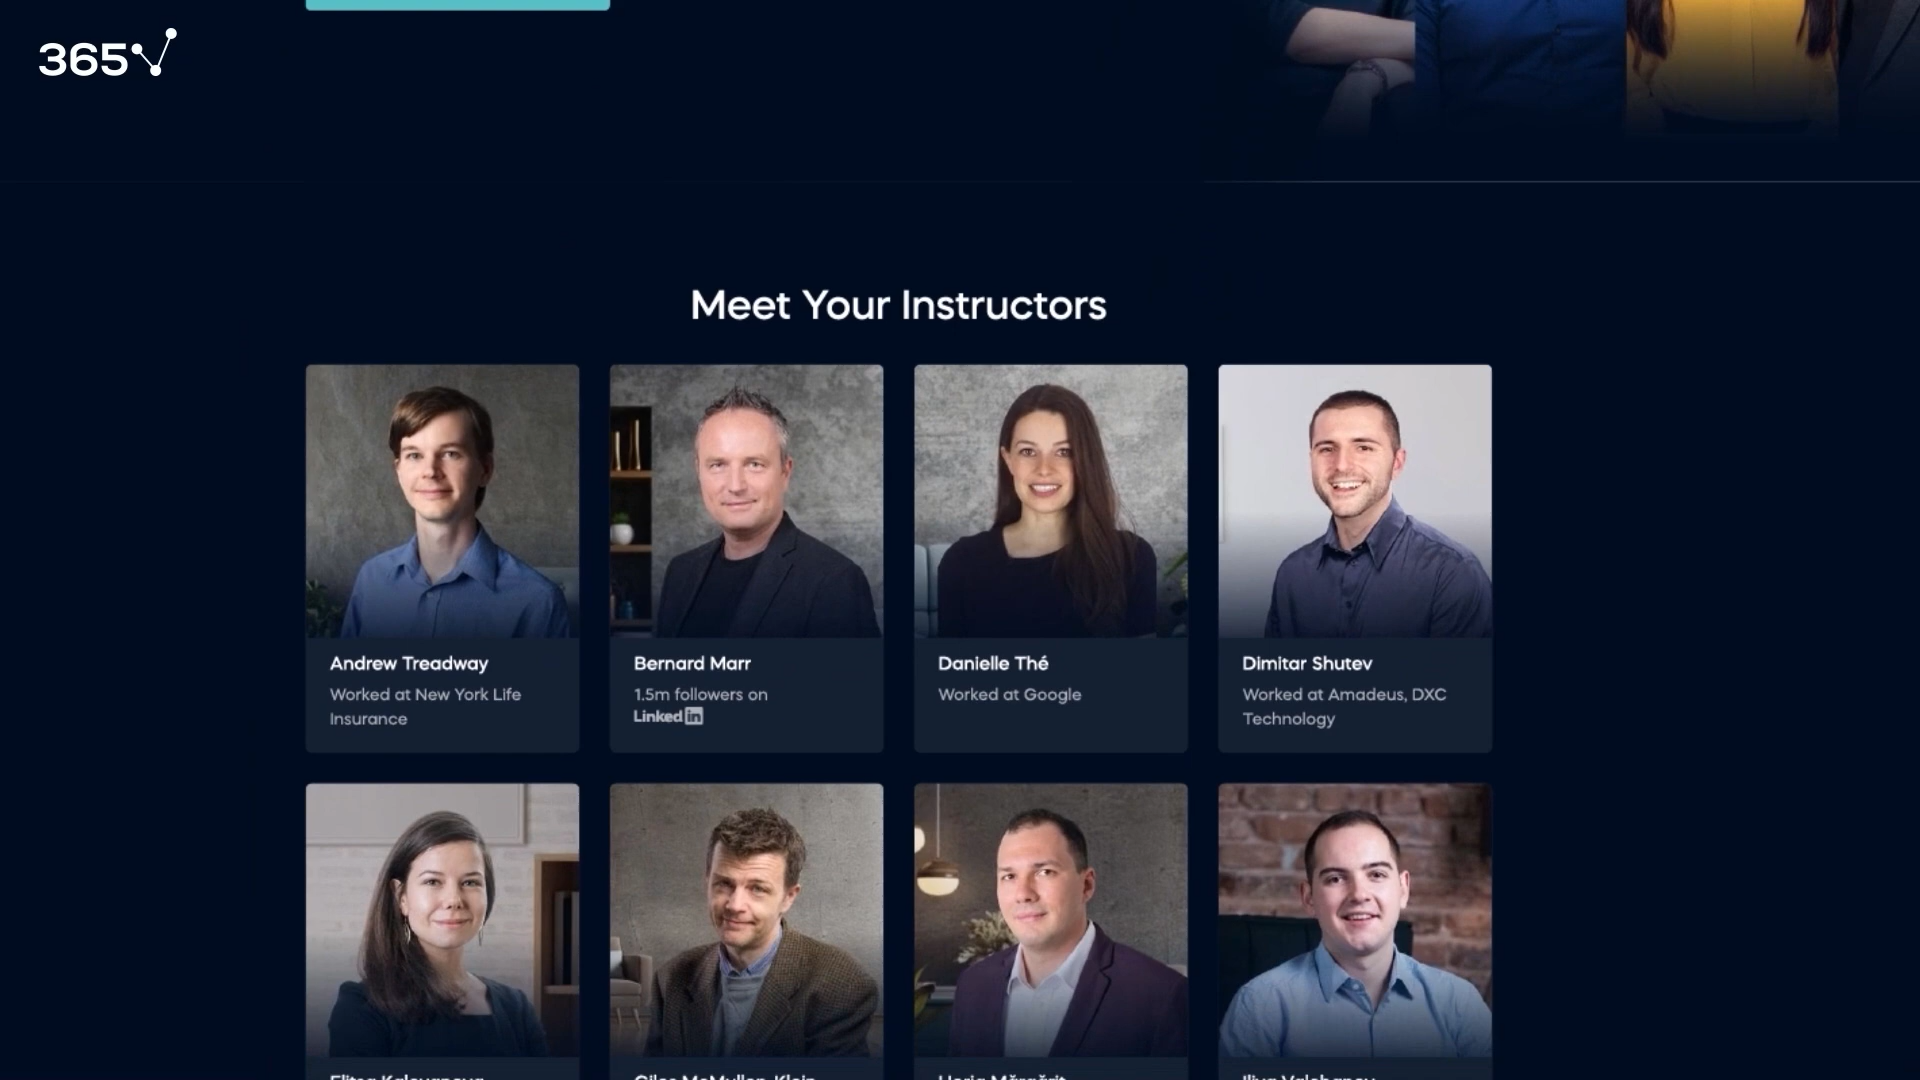 365
Meet Your Instructors
Andrew Treadway
Worked at New York Life
Insurance
Bernard Marr
1.5m followers on
Linked in
Danielle Thé
Worked at Google
Dimitar Shutev
Worked at Amadeus, DXC
Technology